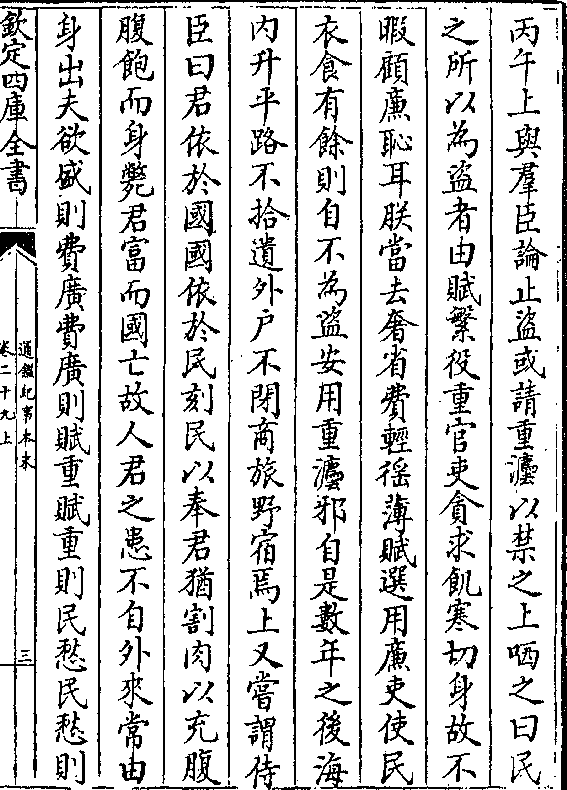 丙午上與羣臣論止盗或請重灋以禁之上哂之曰民
之所以為盗者由賦繁役重官吏貪求飢寒切身故不
暇顧廉恥耳朕當去奢省費輕徭薄賦選用廉吏使民
衣食有餘則自不為盗安用重灋邪自是數年之後海
内升平路不拾遺外户不閉商旅野宿焉上又嘗謂侍
臣曰君依於國國依於民刻民以奉君猶割肉以充腹
腹飽而身斃君富而國亡故人君之患不自外來常由
身出夫欲盛則費廣費廣則賦重賦重則民愁民愁則
欽定四庫全書
通鑑紀事本末
卷二十九上
三